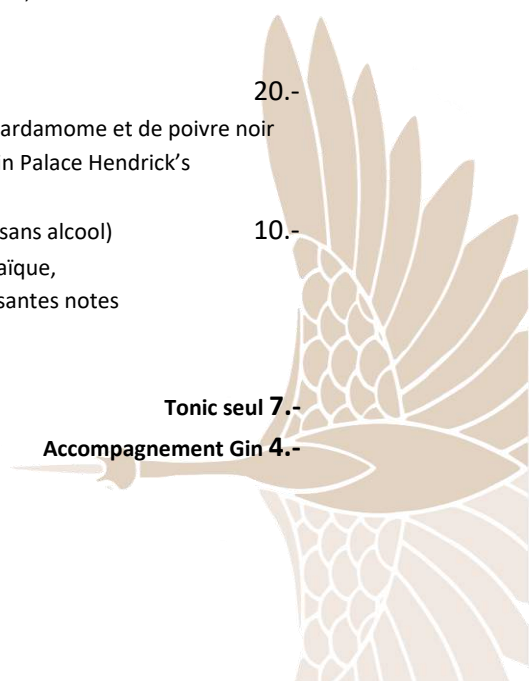 20.-
ardamome et de poivre noir
in Palace Hendrick’s
sans alcool) 10.-
aïque,
santes notes
Tonic seul 7.-
Accompagnement Gin 4.-